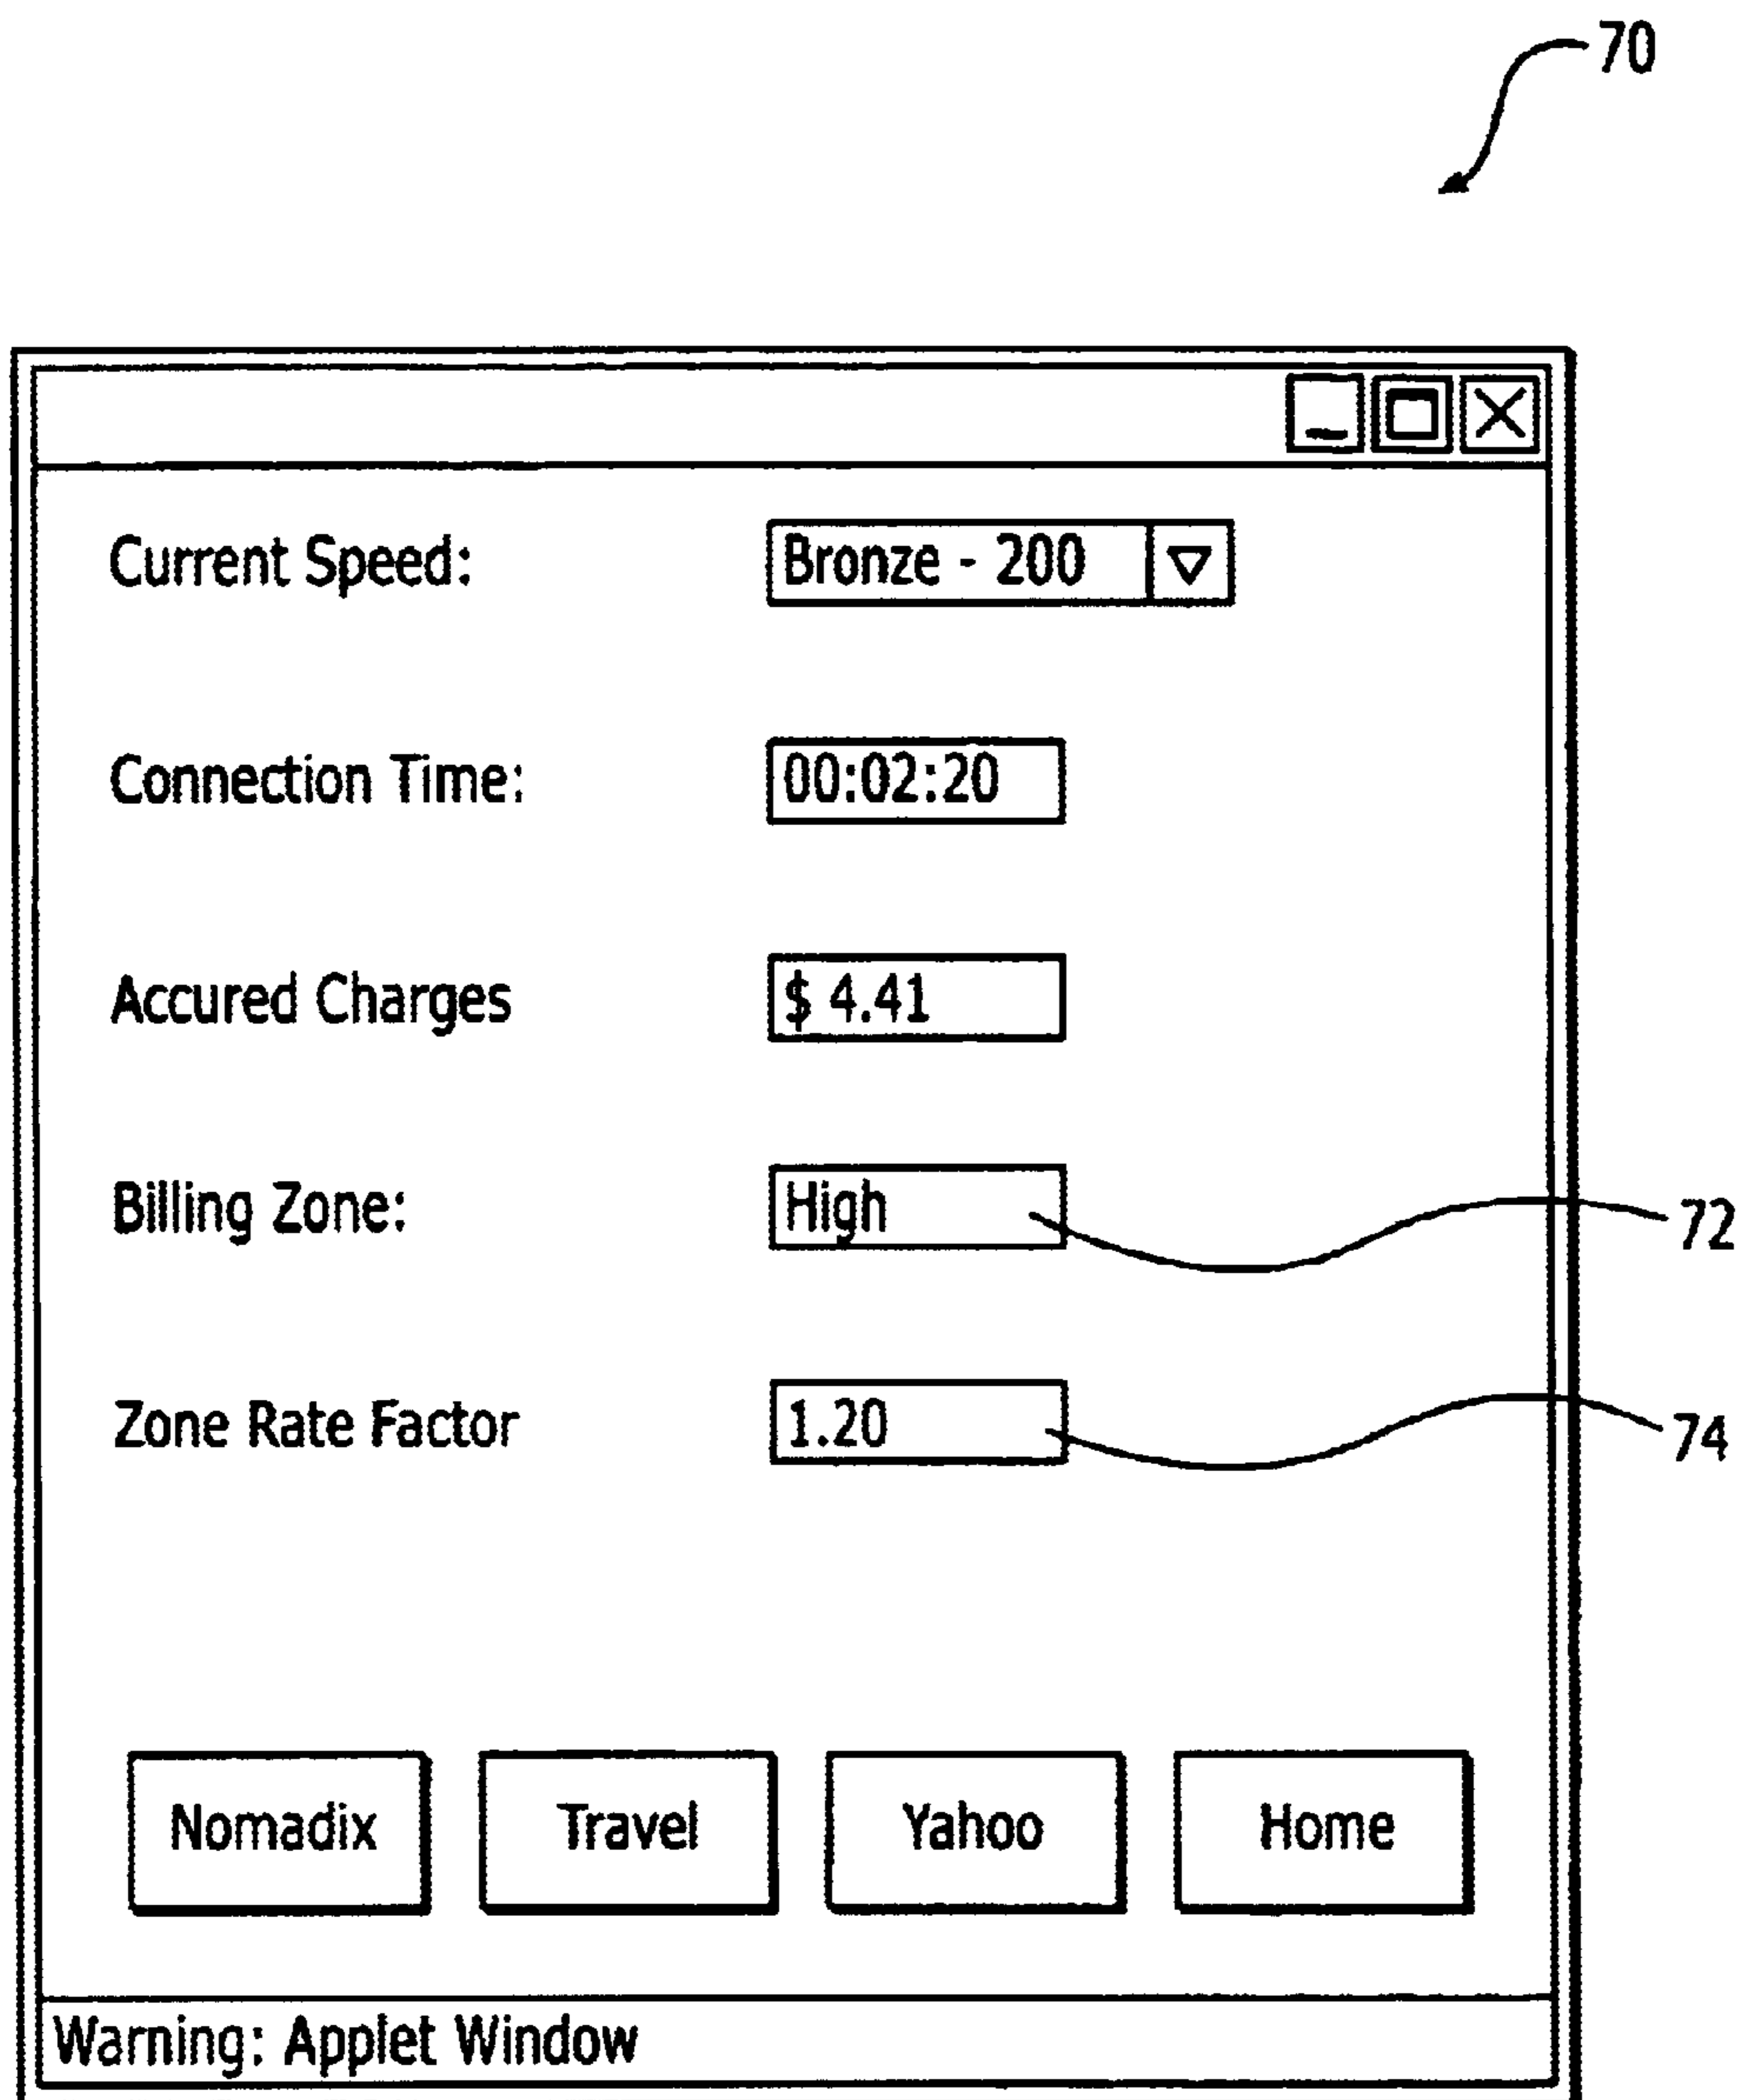 70
Current Speed: Bronze - 200
Connection Time: 00:02:20
Accured Charges $ 4.41
Billing Zone: High
72
Zone Rate Factor 1.20
74
Nomadix Travel Yahoo Home
Warning: Applet Window